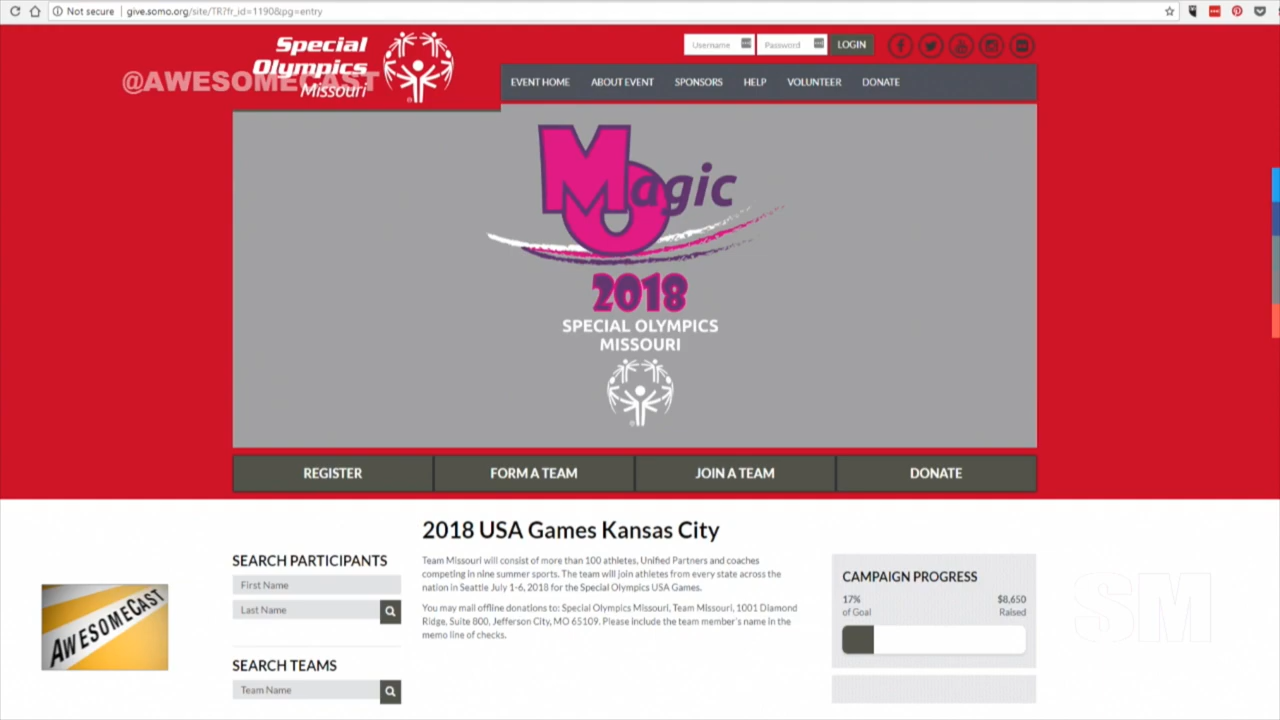 Not secure
give.somo.org/site/TR?fr_id=1190&pg=entry
Special
Olympics
Missouri
@AWESOMECAST
Username
Password
LOGIN
EVENT HOME
ABOUT EVENT
SPONSORS
HELP
VOLUNTEER
DONATE
MOagic
2018
SPECIAL OLYMPICS
MISSOURI
REGISTER
FORM A TEAM
JOIN A TEAM
DONATE
2018 USA Games Kansas City
Team Missouri will consist of more than 100 athletes, Unified Partners and coaches
competing in nine summer sports. The team will join athletes from every state across the
nation in Seattle July 1-6, 2018 for the Special Olympics USA Games.
You may mail offline donations to: Special Olympics Missouri, Team Missouri, 1001 Diamond
Ridge, Suite 800, Jefferson City, MO 65109. Please include the team member's name in the
memo line of checks.
SEARCH PARTICIPANTS
First Name
Last Name
SEARCH TEAMS
Team Name
CAMPAIGN PROGRESS
17%
of Goal
$8,650
Raised
AWESOMECAST
SM